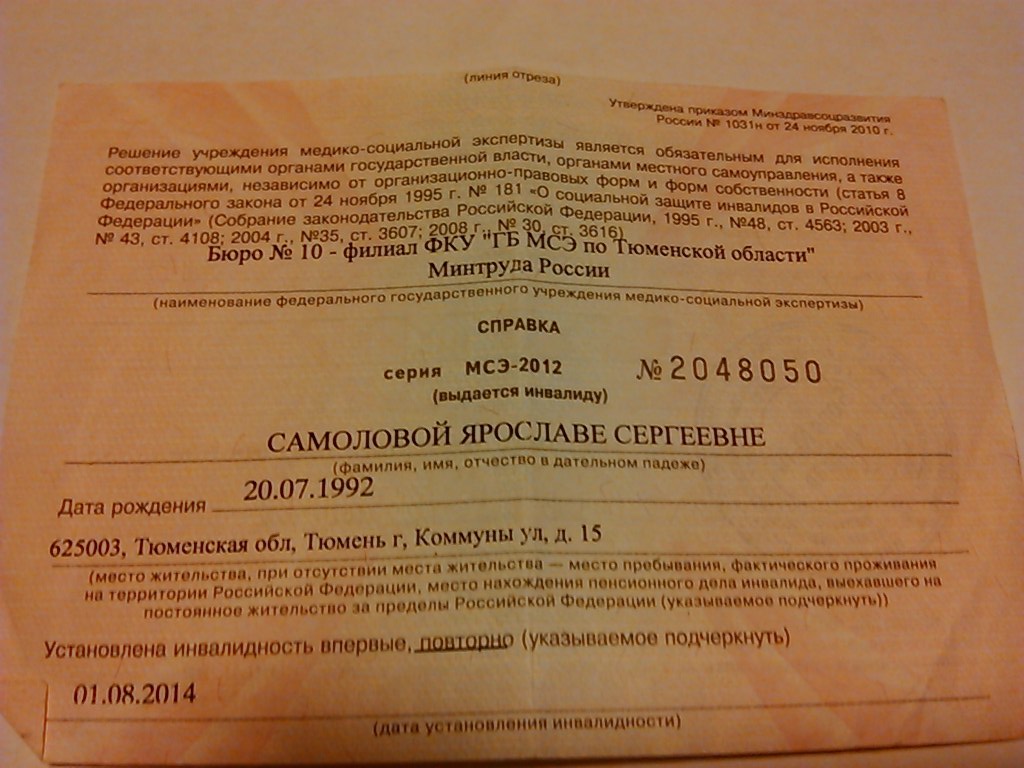 (линия отреза)
Утверждена приказом Минздравсоцразвития
России № 1031н от 24 ноября 2010 г.
Решение учреждения медико-социальной экспертизы является обязательным для исполнения
соответствующими органами государственной власти, органами местного самоуправления, а также
организациями, независимо от организационно-правовых форм и форм собственности (статья 8
Федерального закона от 24 ноября 1995 г. № 181 «О социальной защите инвалидов в Российской
Федерации» (Собрание законодательства Российской Федерации, 1995 г., №48, ст. 4563; 2003 г.,
№ 43, ст. 4108; 2004 г., №35, ст. 3607; 2008 г., № 30, ст. 3616)
Бюро № 10 - филиал ФКУ "ГБ МСЭ по Тюменской области"
Минтруда России
(наименование федерального государственного учреждения медико-социальной экспертизы)
СПРАВКА
серия МСЭ-2012 № 2048050
(выдается инвалиду)
САМОЛОВОЙ ЯРОСЛАВЕ СЕРГЕЕВНЕ
(фамилия, имя, отчество в дательном падеже)
Дата рождения 20.07.1992
625003, Тюменская обл, Тюмень г, Коммуны ул, д. 15
(место жительства, при отсутствии места жительства — место пребывания, фактического проживания
на территории Российской Федерации, место нахождения пенсионного дела инвалида, выехавшего на
постоянное жительство за пределы Российской Федерации (указываемое подчеркнуть))
Установлена инвалидность впервые, повторно (указываемое подчеркнуть)
01.08.2014
(дата установления инвалидности)